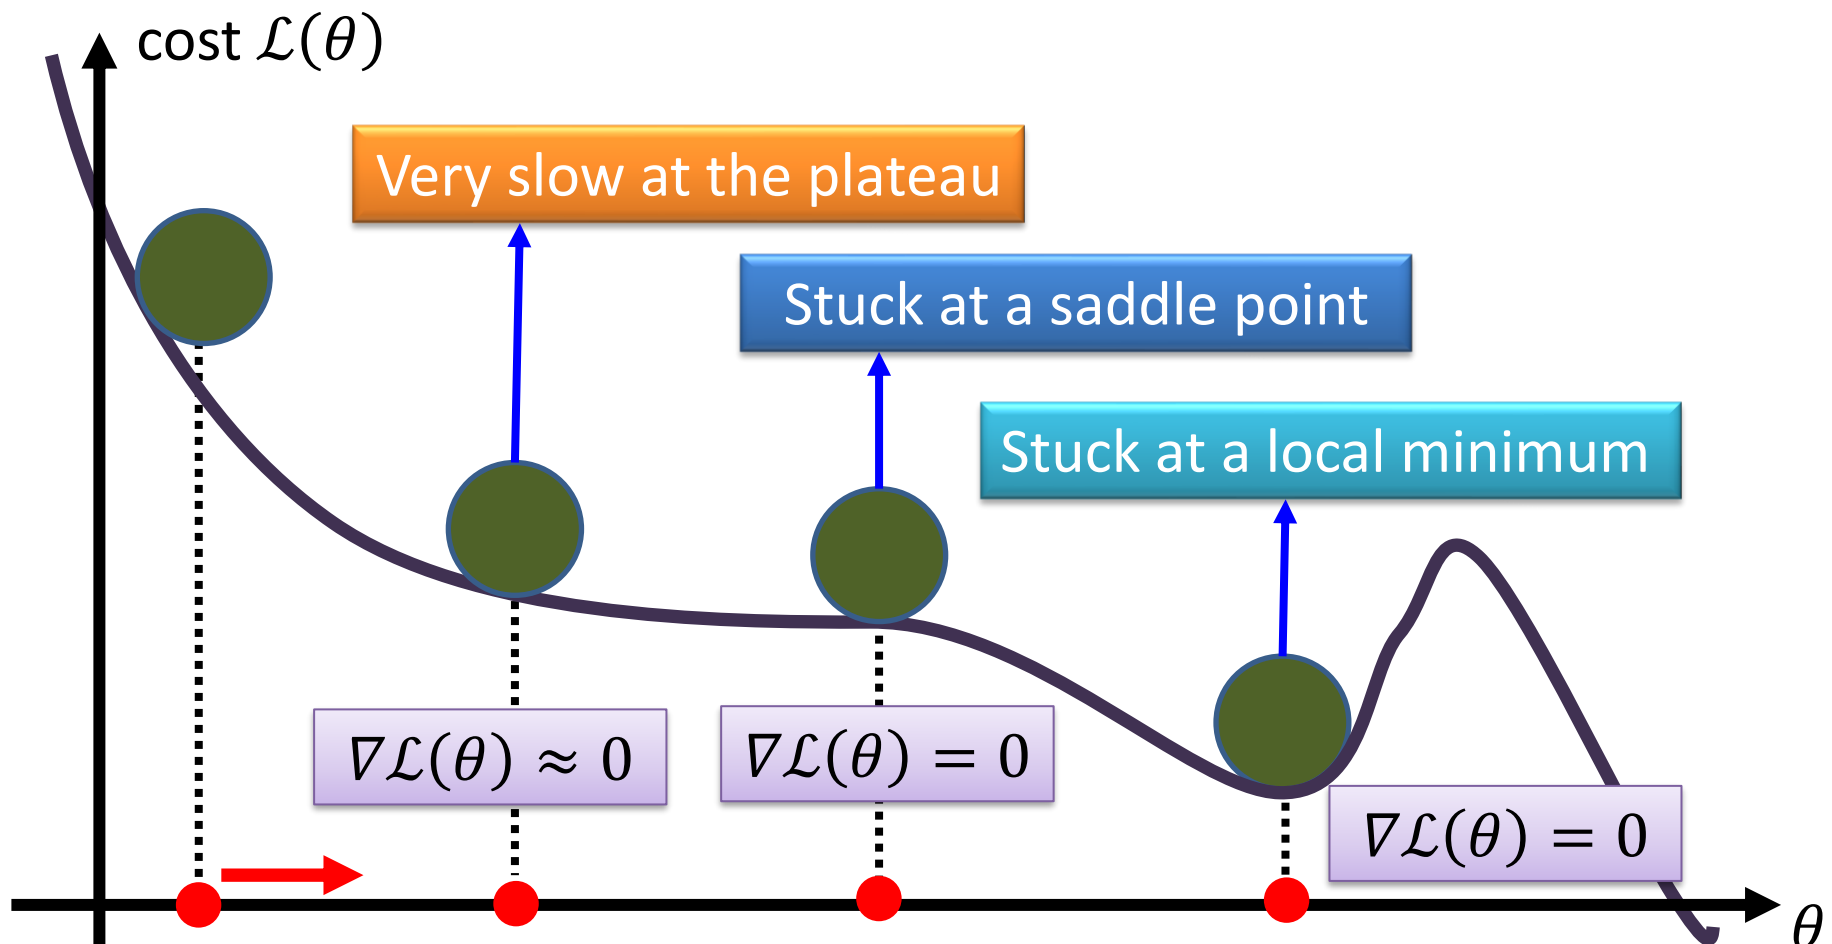 cost ℒ(θ)
Very slow at the plateau
Stuck at a saddle point
Stuck at a local minimum
∇ℒ(θ) ≈ 0
∇ℒ(θ) = 0
∇ℒ(θ) = 0
θ